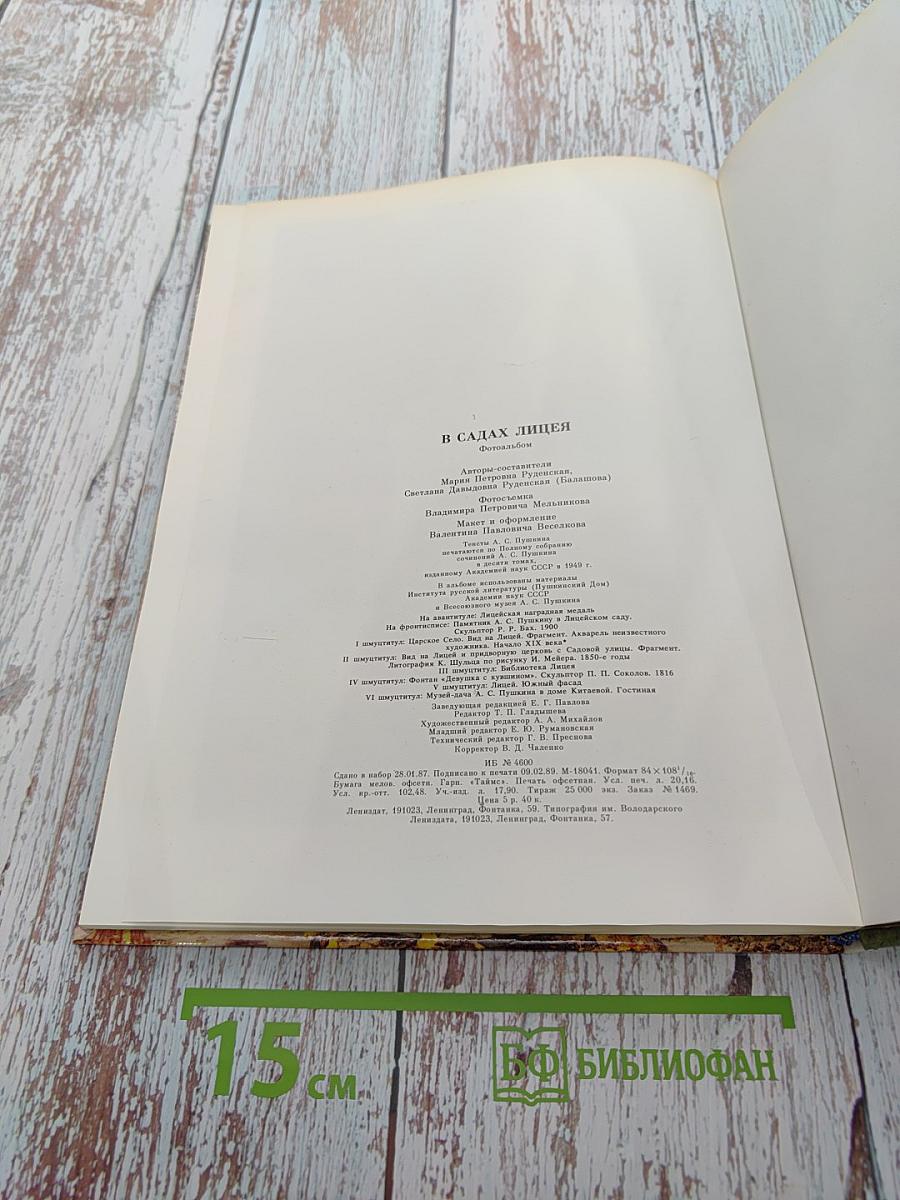 В САДАХ ЛИЦЕЯ
Фотоальбом
Авторы-составители
Мария Петровна Руденская,
Светлана Давыдовна Руденская (Балашова)
Фотосъемка
Владимира Петровича Мельникова
Макет и оформление
Валентина Павловича Веселкова
Тексты А. С. Пушкина
печатаются по Полному собранию
сочинений А. С. Пушкина
в десяти томах,
изданному Академией наук СССР в 1949 г.
В альбоме использованы материалы
Института русской литературы (Пушкинский Дом)
Академии наук СССР
и Всесоюзного музея А. С. Пушкина
На авантитуле: Лицейская наградная медаль
На фронтисписе: Памятник А. С. Пушкину в Лицейском саду.
Скульптор Р. Р. Бах. 1900
I шмуцтитул: Царское Село. Вид на Лицей. Фрагмент. Акварель неизвестного
художника. Начало XIX века*
II шмуцтитул: Вид на Лицей и придворную церковь с Садовой улицы. Фрагмент.
Литография К. Шульца по рисунку И. Мейера. 1850-е годы
III шмуцтитул: Библиотека Лицея
IV шмуцтитул: Фонтан «Девушка с кувшином». Скульптор П. П. Соколов. 1816
V шмуцтитул: Лицей. Южный фасад
VI шмуцтитул: Музей-дача А. С. Пушкина в доме Китаевой. Гостиная
Заведующая редакцией Е. Г. Павлова
Редактор Т. П. Гладышева
Художественный редактор А. А. Михайлов
Младший редактор Е. Ю. Румановская
Технический редактор Г. В. Преснова
Корректор В. Д. Чаленко
ИБ № 4600
Сдано в набор 28.01.87. Подписано к печати 09.02.89. М-18041. Формат 84×108¹/₁₆.
Бумага мелов. офсетн. Гарн. «Таймс». Печать офсетная. Усл. печ. л. 20,16.
Усл. кр.-отт. 102,48. Уч.-изд. л. 17,90. Тираж 25 000 экз. Заказ № 1469.
Цена 5 р. 40 к.
Лениздат, 191023, Ленинград, Фонтанка, 59. Типография им. Володарского
Лениздата, 191023, Ленинград, Фонтанка, 57.
15 см
БФ БИБЛИОФАН